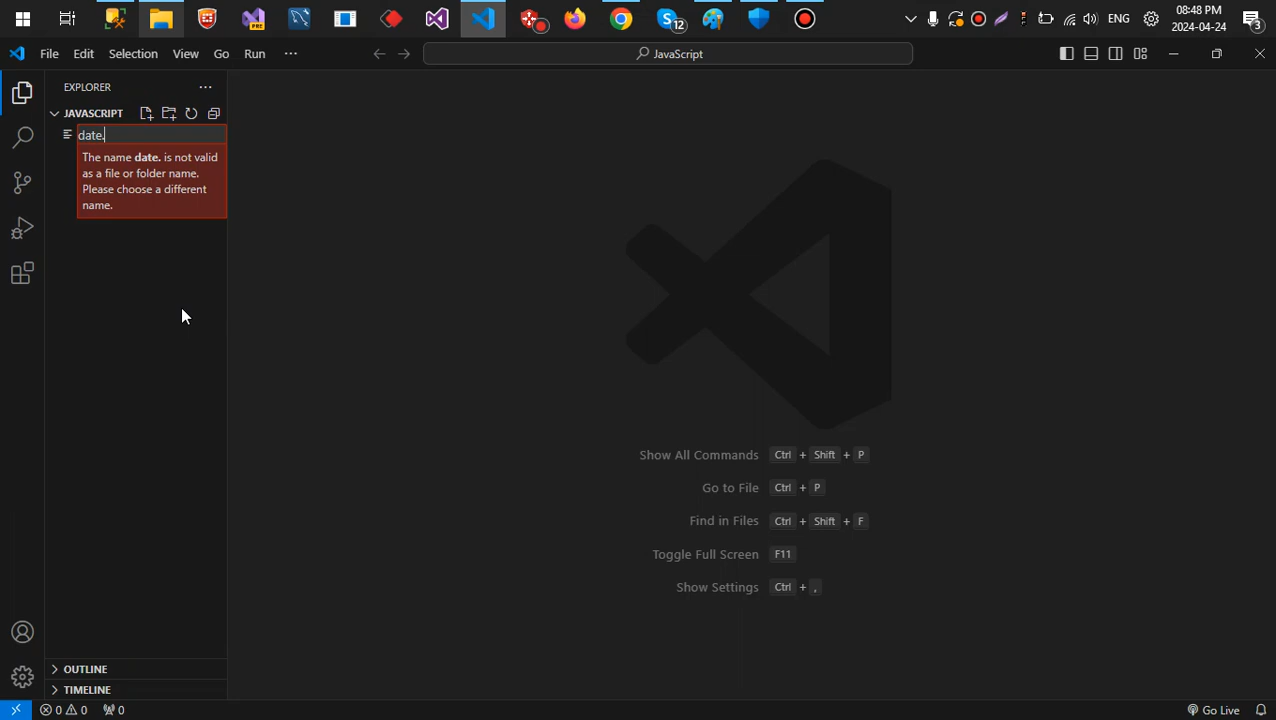 12
PRE
ENG
08:48 PM
2024-04-24
3
File Edit Selection View Go Run ···
JavaScript
EXPLORER
JAVASCRIPT
date.
The name date. is not valid
as a file or folder name.
Please choose a different
name.
Show All Commands Ctrl + Shift + P
Go to File Ctrl + P
Find in Files Ctrl + Shift + F
Toggle Full Screen F11
Show Settings Ctrl + ,
OUTLINE
TIMELINE
0 0 0
Go Live